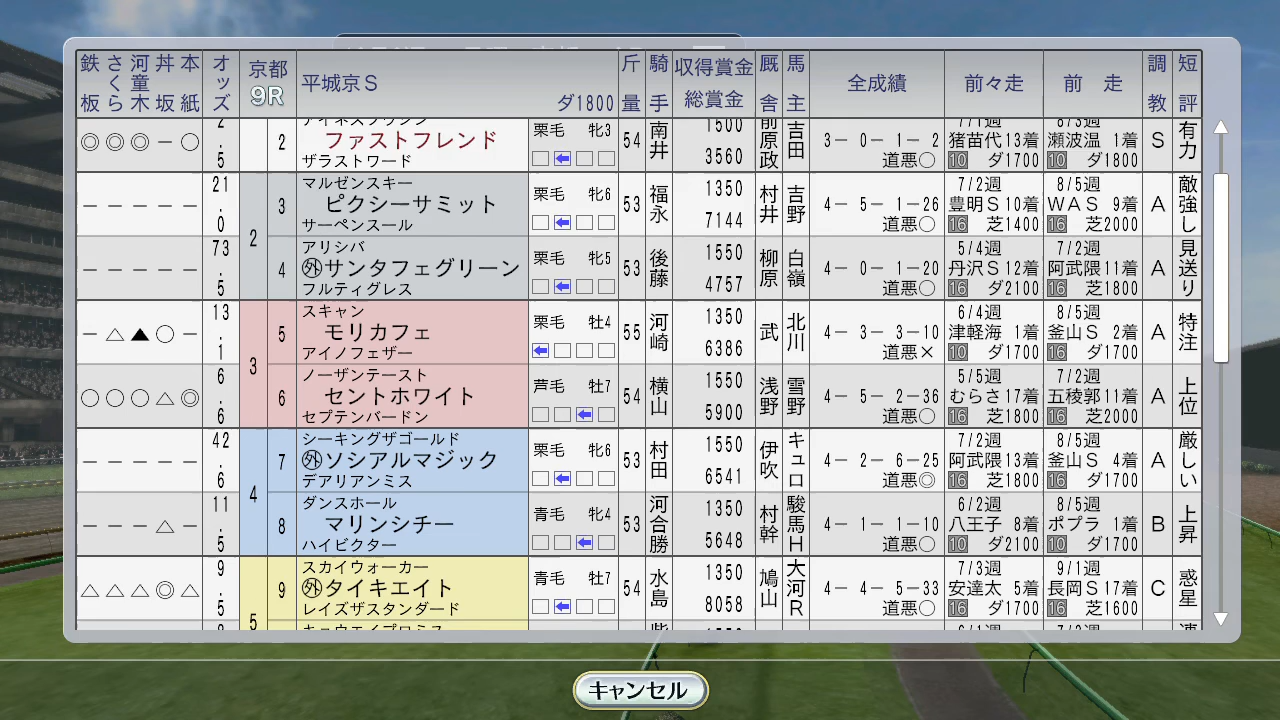 鉄板 さくら 河童木 丼坂 本紙 オッズ 京都9R 平城京S ダ1800 斤量 騎手 収得賞金 総賞金 厩舎 馬主 全成績 前々走 前 走 調教 短評
◎ ◎ ◎ － ○ 2.5 2 ファストフレンド ザラストワード 栗毛 牝3 54 南井 1500 3560 前原政 吉田 3－ 0－ 1－ 2 道悪○ 猪苗代13着 10 ダ1700 瀬波温 1着 10 ダ1800 S 有力
－ － － － － 21.0 2 3 マルゼンスキー ピクシーサミット サーペンスール 栗毛 牝6 53 福永 1350 7144 村井 吉野 4－ 5－ 1－26 道悪○ 7/2週 豊明S10着 16 芝1400 8/5週 WAS 9着 16 芝2000 A 敵強し
－ － － － － 73.5 4 アリシバ 外サンタフェグリーン フルティグレス 栗毛 牝5 53 後藤 1550 4757 柳原 白嶺 4－ 0－ 1－20 道悪○ 5/4週 丹沢S12着 16 ダ2100 7/2週 阿武隈11着 16 芝1800 A 見送り
－ △ ▲ ○ － 13.1 3 5 スキャン モリカフェ アイノフェザー 栗毛 牡4 55 河崎 1350 6386 武 北川 4－ 3－ 3－10 道悪× 6/4週 津軽海 1着 10 ダ1700 8/5週 釜山S 2着 16 ダ1700 A 特注
○ ○ ○ △ ◎ 6.6 6 ノーザンテースト セントホワイト セプテンバードン 芦毛 牡7 54 横山 1550 5900 浅野 雪野 4－ 5－ 2－36 道悪○ 5/5週 むらさ17着 16 芝1800 7/2週 五稜郭11着 16 芝2000 A 上位
－ － － － － 42.6 4 7 シーキングザゴールド 外ソシアルマジック デアリアンミス 栗毛 牝6 53 村田 1550 6541 伊吹 キュロ 4－ 2－ 6－25 道悪◎ 7/2週 阿武隈13着 16 芝1800 8/5週 釜山S 4着 16 ダ1700 A 厳しい
－ － － △ － 11.5 8 ダンスホール マリンシチー ハイビクター 青毛 牝4 53 河合勝 1350 5648 村幹 駿馬H 4－ 1－ 1－10 道悪○ 6/2週 八王子 8着 10 ダ2100 8/5週 ポプラ 1着 10 ダ1700 B 上昇
△ △ △ ◎ △ 9.5 5 9 スカイウォーカー 外タイキエイト レイズザスタンダード 青毛 牡7 54 水島 1350 8058 鳩山 大河R 4－ 4－ 5－33 道悪○ 7/3週 安達太 5着 16 ダ1700 9/1週 長岡S17着 16 芝1600 C 惑星
キャンセル